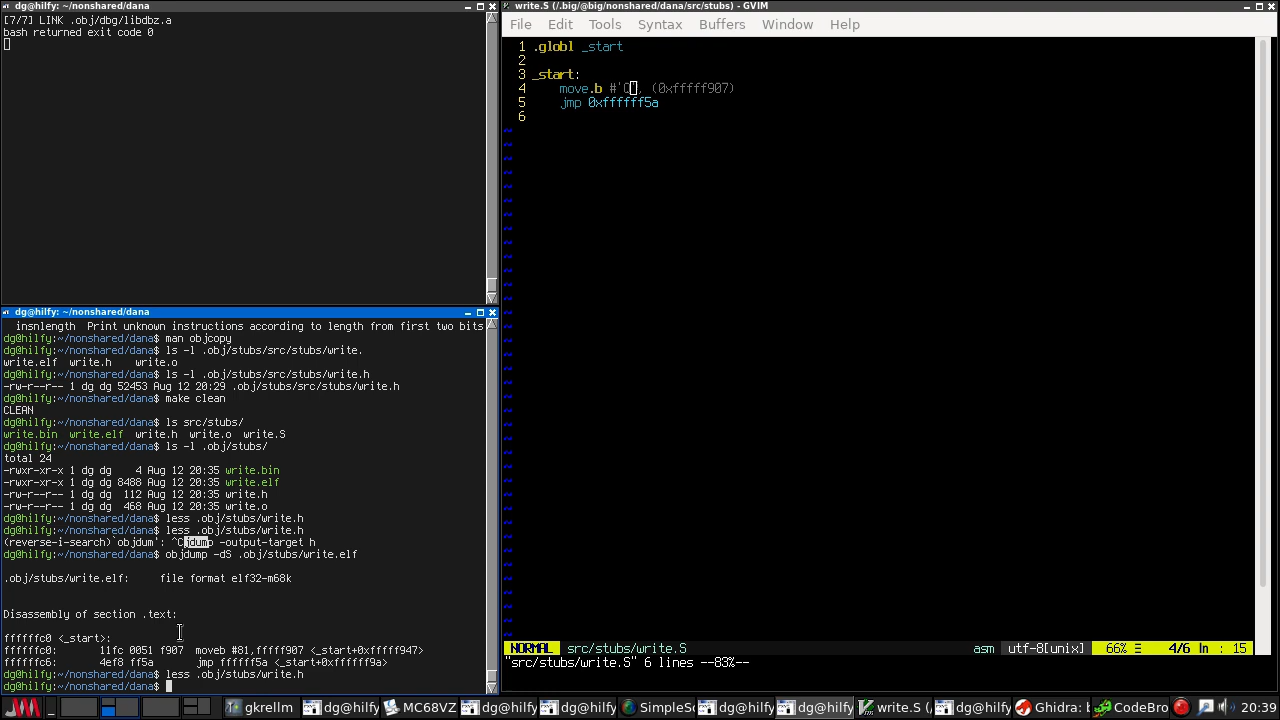 dg@hilfy: ~/nonshared/dana
[7/7] LINK .obj/dbg/libdbz.a
bash returned exit code 0
dg@hilfy: ~/nonshared/dana
insnlength  Print unknown instructions according to length from first two bits
dg@hilfy:~/nonshared/dana$ man objcopy
dg@hilfy:~/nonshared/dana$ ls -l .obj/stubs/src/stubs/write.
write.elf  write.h    write.o
dg@hilfy:~/nonshared/dana$ ls -l .obj/stubs/src/stubs/write.h
-rw-r--r-- 1 dg dg 52453 Aug 12 20:29 .obj/stubs/src/stubs/write.h
dg@hilfy:~/nonshared/dana$ make clean
CLEAN
dg@hilfy:~/nonshared/dana$ ls src/stubs/
write.bin  write.elf  write.h  write.o  write.S
dg@hilfy:~/nonshared/dana$ ls -l .obj/stubs/
total 24
-rwxr-xr-x 1 dg dg    4 Aug 12 20:35 write.bin
-rwxr-xr-x 1 dg dg 8488 Aug 12 20:35 write.elf
-rw-r--r-- 1 dg dg  112 Aug 12 20:35 write.h
-rw-r--r-- 1 dg dg  468 Aug 12 20:35 write.o
dg@hilfy:~/nonshared/dana$ less .obj/stubs/write.h
dg@hilfy:~/nonshared/dana$ less .obj/stubs/write.h
(reverse-i-search)`objdum': ^Cjdump -output-target h
dg@hilfy:~/nonshared/dana$ objdump -dS .obj/stubs/write.elf
.obj/stubs/write.elf:     file format elf32-m68k
Disassembly of section .text:
ffffffc0 <_start>:
ffffffc0:       11fc 0051 f907  moveb #81,fffff907 <_start+0xfffff947>
ffffffc6:       4ef8 ff5a       jmp ffffff5a <_start+0xffffff9a>
dg@hilfy:~/nonshared/dana$ less .obj/stubs/write.h
dg@hilfy:~/nonshared/dana$
write.S (/.big/@big/nonshared/dana/src/stubs) - GVIM
File Edit Tools Syntax Buffers Window Help
1 .globl _start
2
3 _start:
4     move.b #'Q', (0xfffff907)
5     jmp 0xffffff5a
6
NORMAL src/stubs/write.S asm utf-8[unix] 66% ☰ 4/6 ln : 15
"src/stubs/write.S" 6 lines --83%--
gkrellm dg@hilfy MC68VZ dg@hilfy dg@hilfy SimpleSe dg@hilfy dg@hilfy write.S ( dg@hilfy Ghidra: b CodeBro 20:39